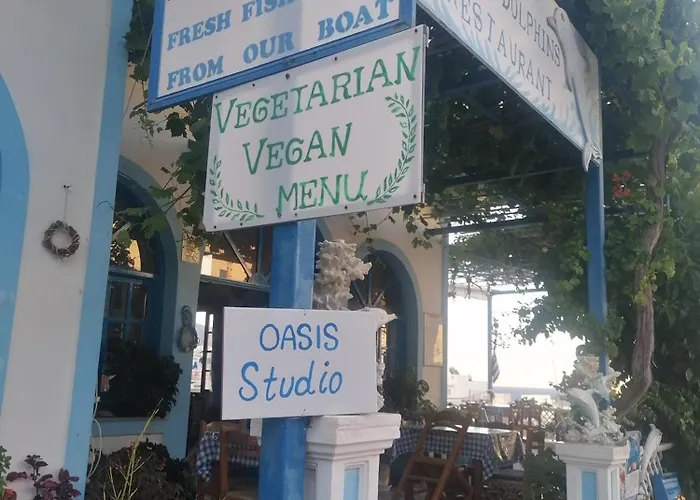 FRESH FISH
FROM OUR BOAT
DOLPHINS
RESTAURANT
VEGETARIAN
VEGAN
MENU
OASIS
Studio